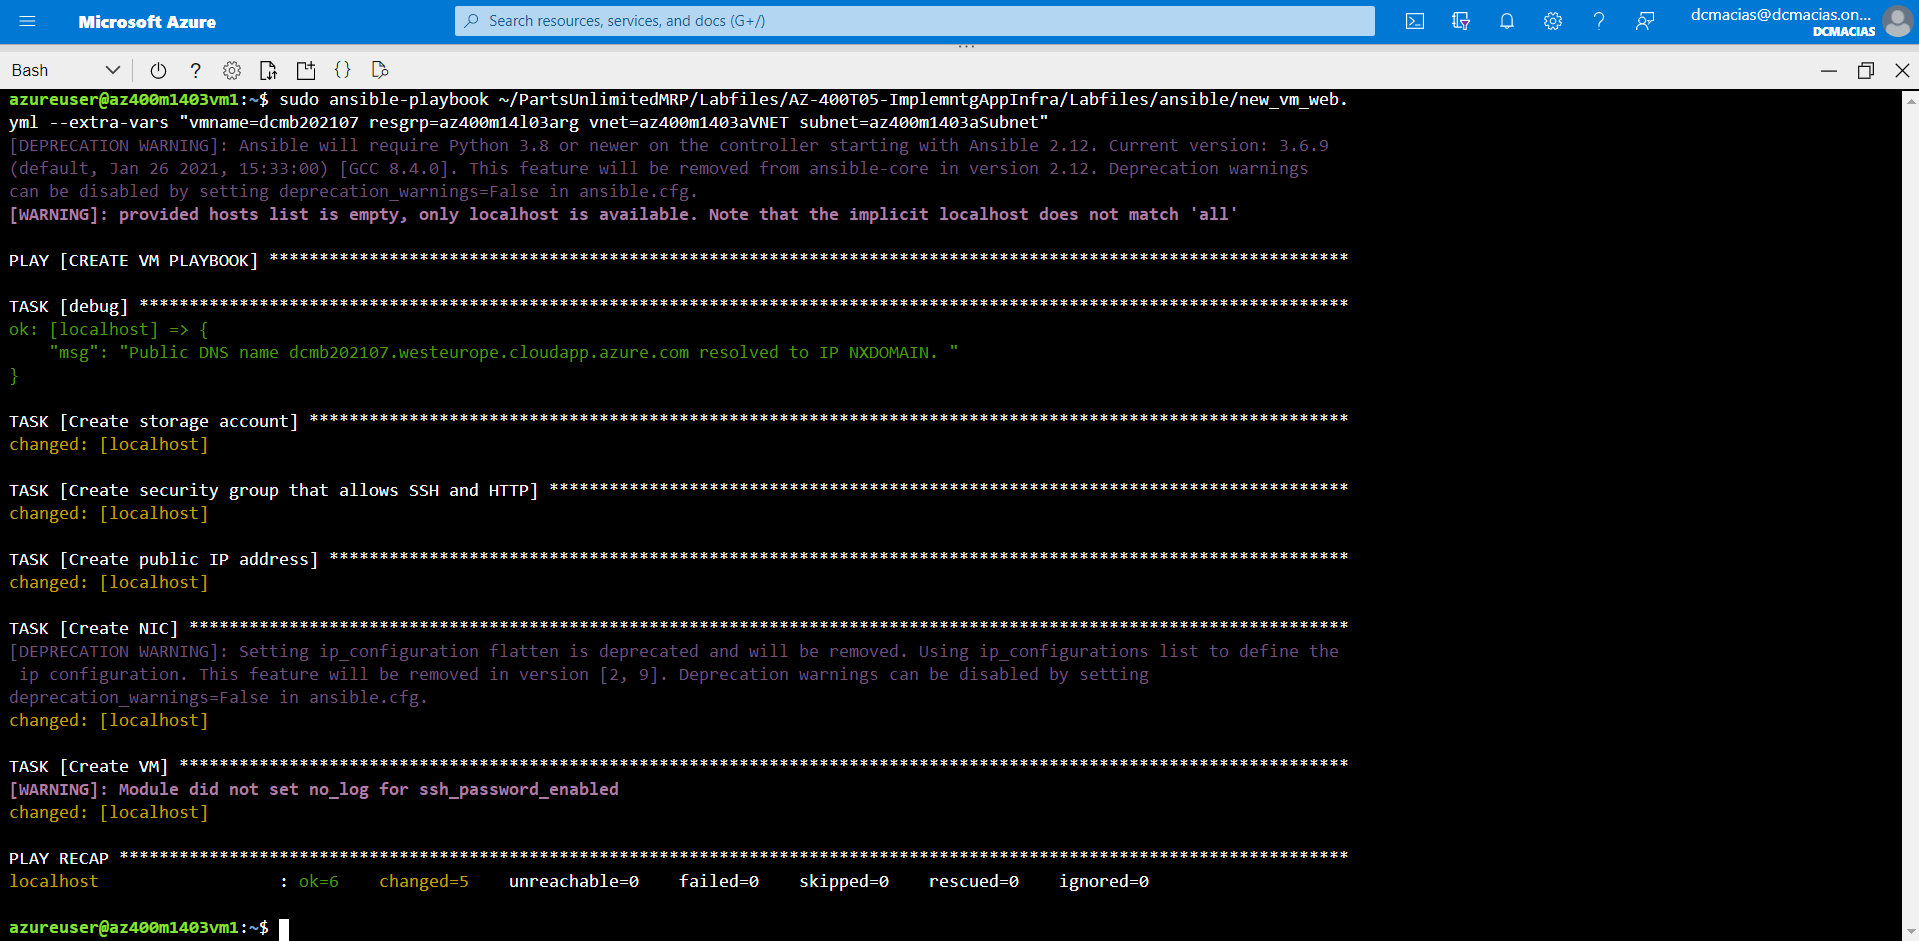 Microsoft Azure
Search resources, services, and docs (G+/)
dcmacias@dcmacias.on...
DCMACIAS
Bash
azureuser@az400m1403vm1:~$ sudo ansible-playbook ~/PartsUnlimitedMRP/Labfiles/AZ-400T05-ImplemntgAppInfra/Labfiles/ansible/new_vm_web.
yml --extra-vars "vmname=dcmb202107 resgrp=az400m14l03arg vnet=az400m1403aVNET subnet=az400m1403aSubnet"
[DEPRECATION WARNING]: Ansible will require Python 3.8 or newer on the controller starting with Ansible 2.12. Current version: 3.6.9
(default, Jan 26 2021, 15:33:00) [GCC 8.4.0]. This feature will be removed from ansible-core in version 2.12. Deprecation warnings
can be disabled by setting deprecation_warnings=False in ansible.cfg.
[WARNING]: provided hosts list is empty, only localhost is available. Note that the implicit localhost does not match 'all'
PLAY [CREATE VM PLAYBOOK] ************************************************************************************************************
TASK [debug] *************************************************************************************************************************
ok: [localhost] => {
    "msg": "Public DNS name dcmb202107.westeurope.cloudapp.azure.com resolved to IP NXDOMAIN. "
}
TASK [Create storage account] ********************************************************************************************************
changed: [localhost]
TASK [Create security group that allows SSH and HTTP] ********************************************************************************
changed: [localhost]
TASK [Create public IP address] ******************************************************************************************************
changed: [localhost]
TASK [Create NIC] ********************************************************************************************************************
[DEPRECATION WARNING]: Setting ip_configuration flatten is deprecated and will be removed. Using ip_configurations list to define the
 ip configuration. This feature will be removed in version [2, 9]. Deprecation warnings can be disabled by setting
deprecation_warnings=False in ansible.cfg.
changed: [localhost]
TASK [Create VM] *********************************************************************************************************************
[WARNING]: Module did not set no_log for ssh_password_enabled
changed: [localhost]
PLAY RECAP ***************************************************************************************************************************
localhost                  : ok=6    changed=5    unreachable=0    failed=0    skipped=0    rescued=0    ignored=0
azureuser@az400m1403vm1:~$